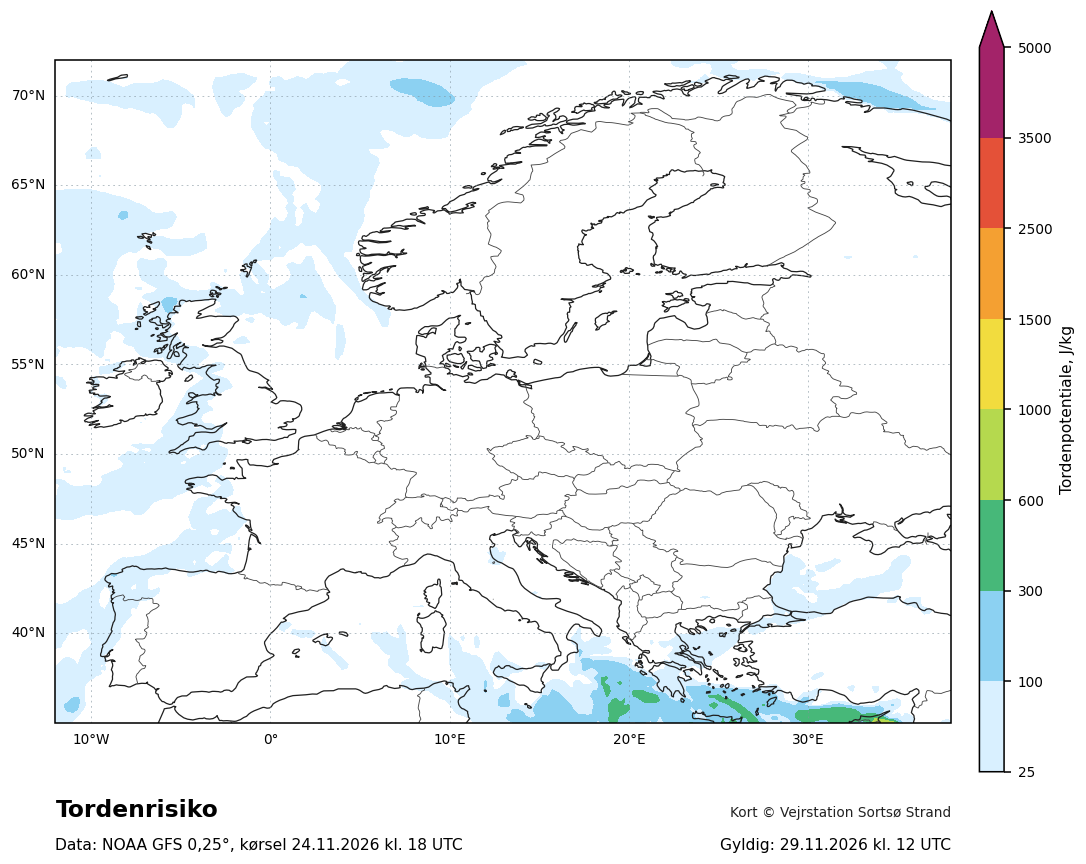 70°N
65°N
60°N
55°N
50°N
45°N
40°N
10°W 0° 10°E 20°E 30°E
5000
3500
2500
1500
1000
600
300
100
25
Tordenpotentiale, J/kg
Tordenrisiko
Kort © Vejrstation Sortsø Strand
Data: NOAA GFS 0,25°, kørsel 24.11.2026 kl. 18 UTC
Gyldig: 29.11.2026 kl. 12 UTC